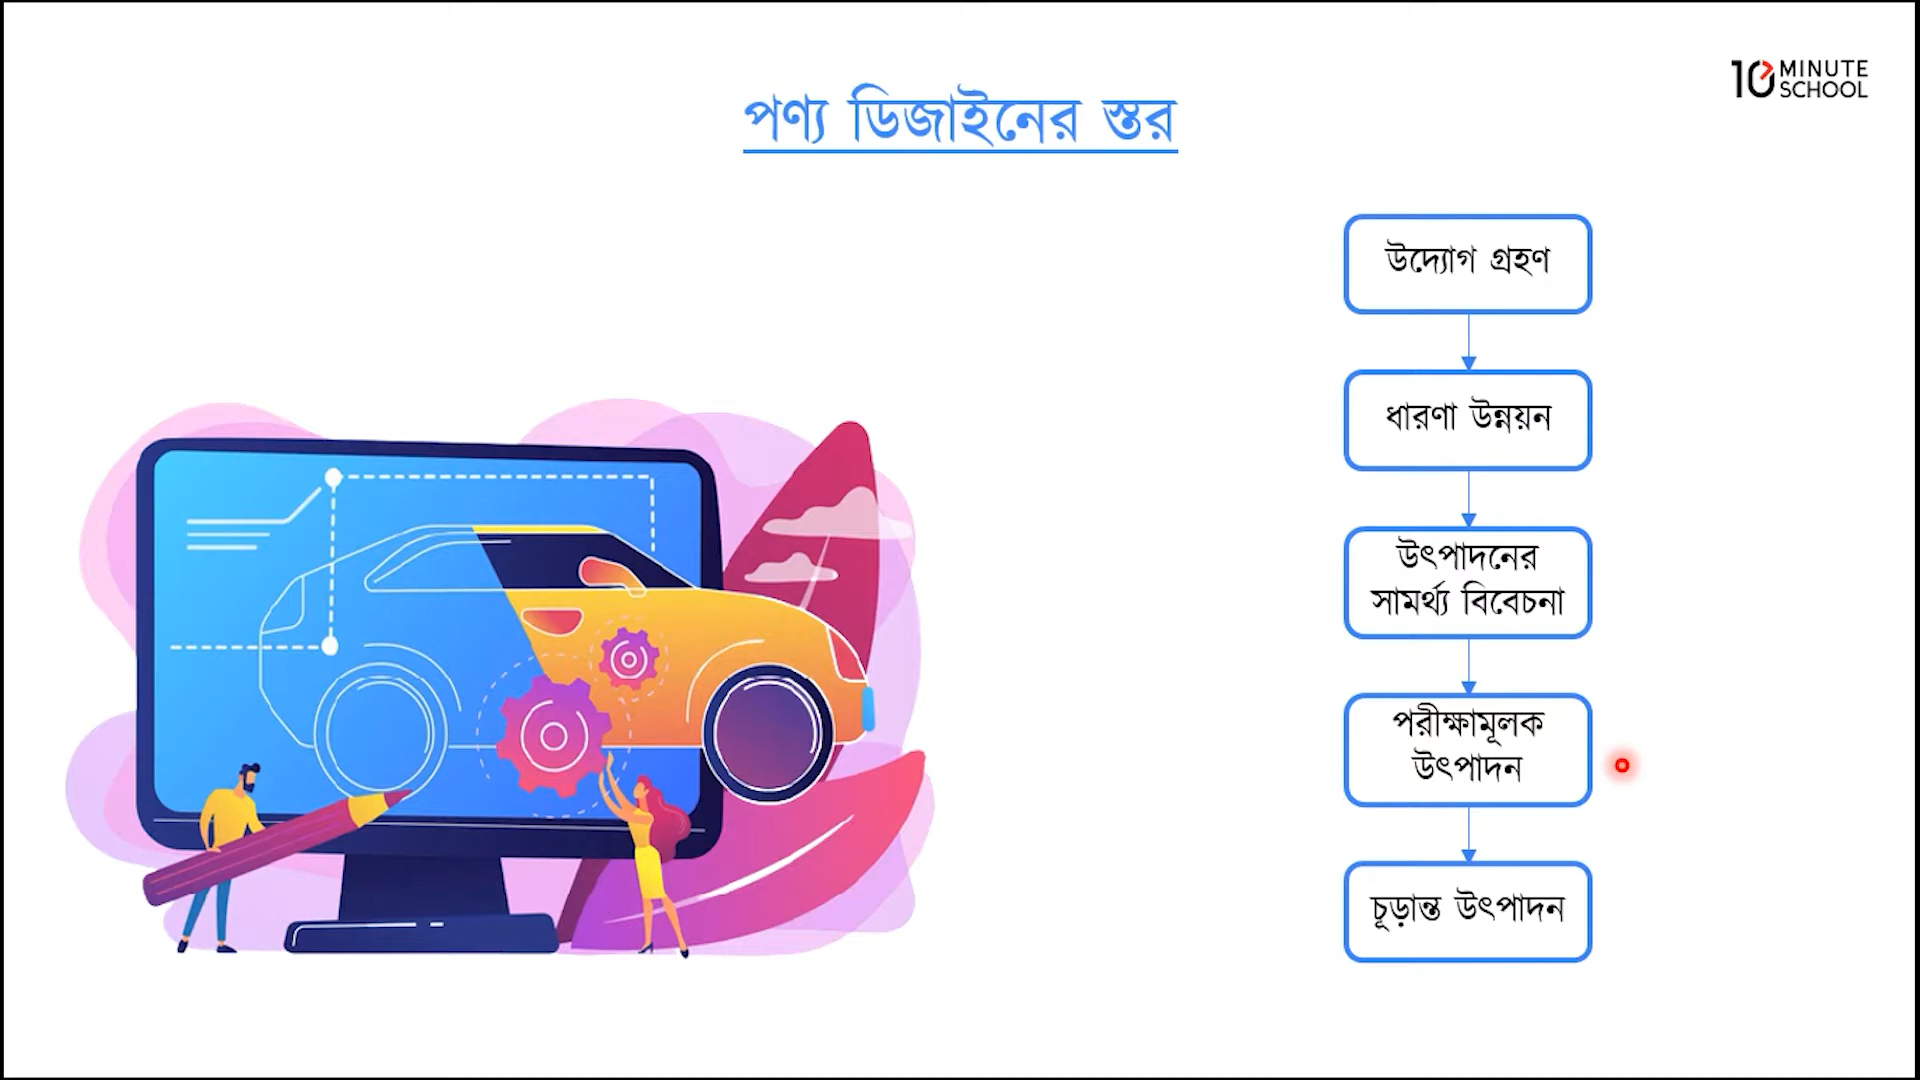 10 MINUTE SCHOOL
পণ্য ডিজাইনের স্তর
উদ্যোগ গ্রহণ
ধারণা উন্নয়ন
উৎপাদনের
সামর্থ্য বিবেচনা
পরীক্ষামূলক
উৎপাদন
চূড়ান্ত উৎপাদন